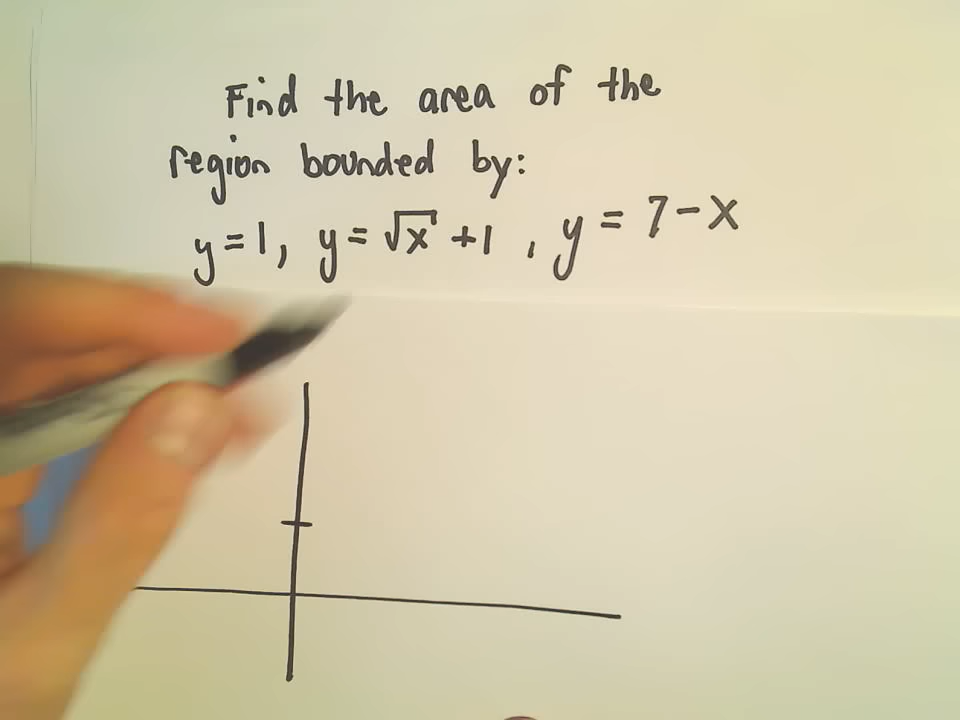 Find the area of the
region bounded by:
y=1, y=√x +1 , y = 7-x